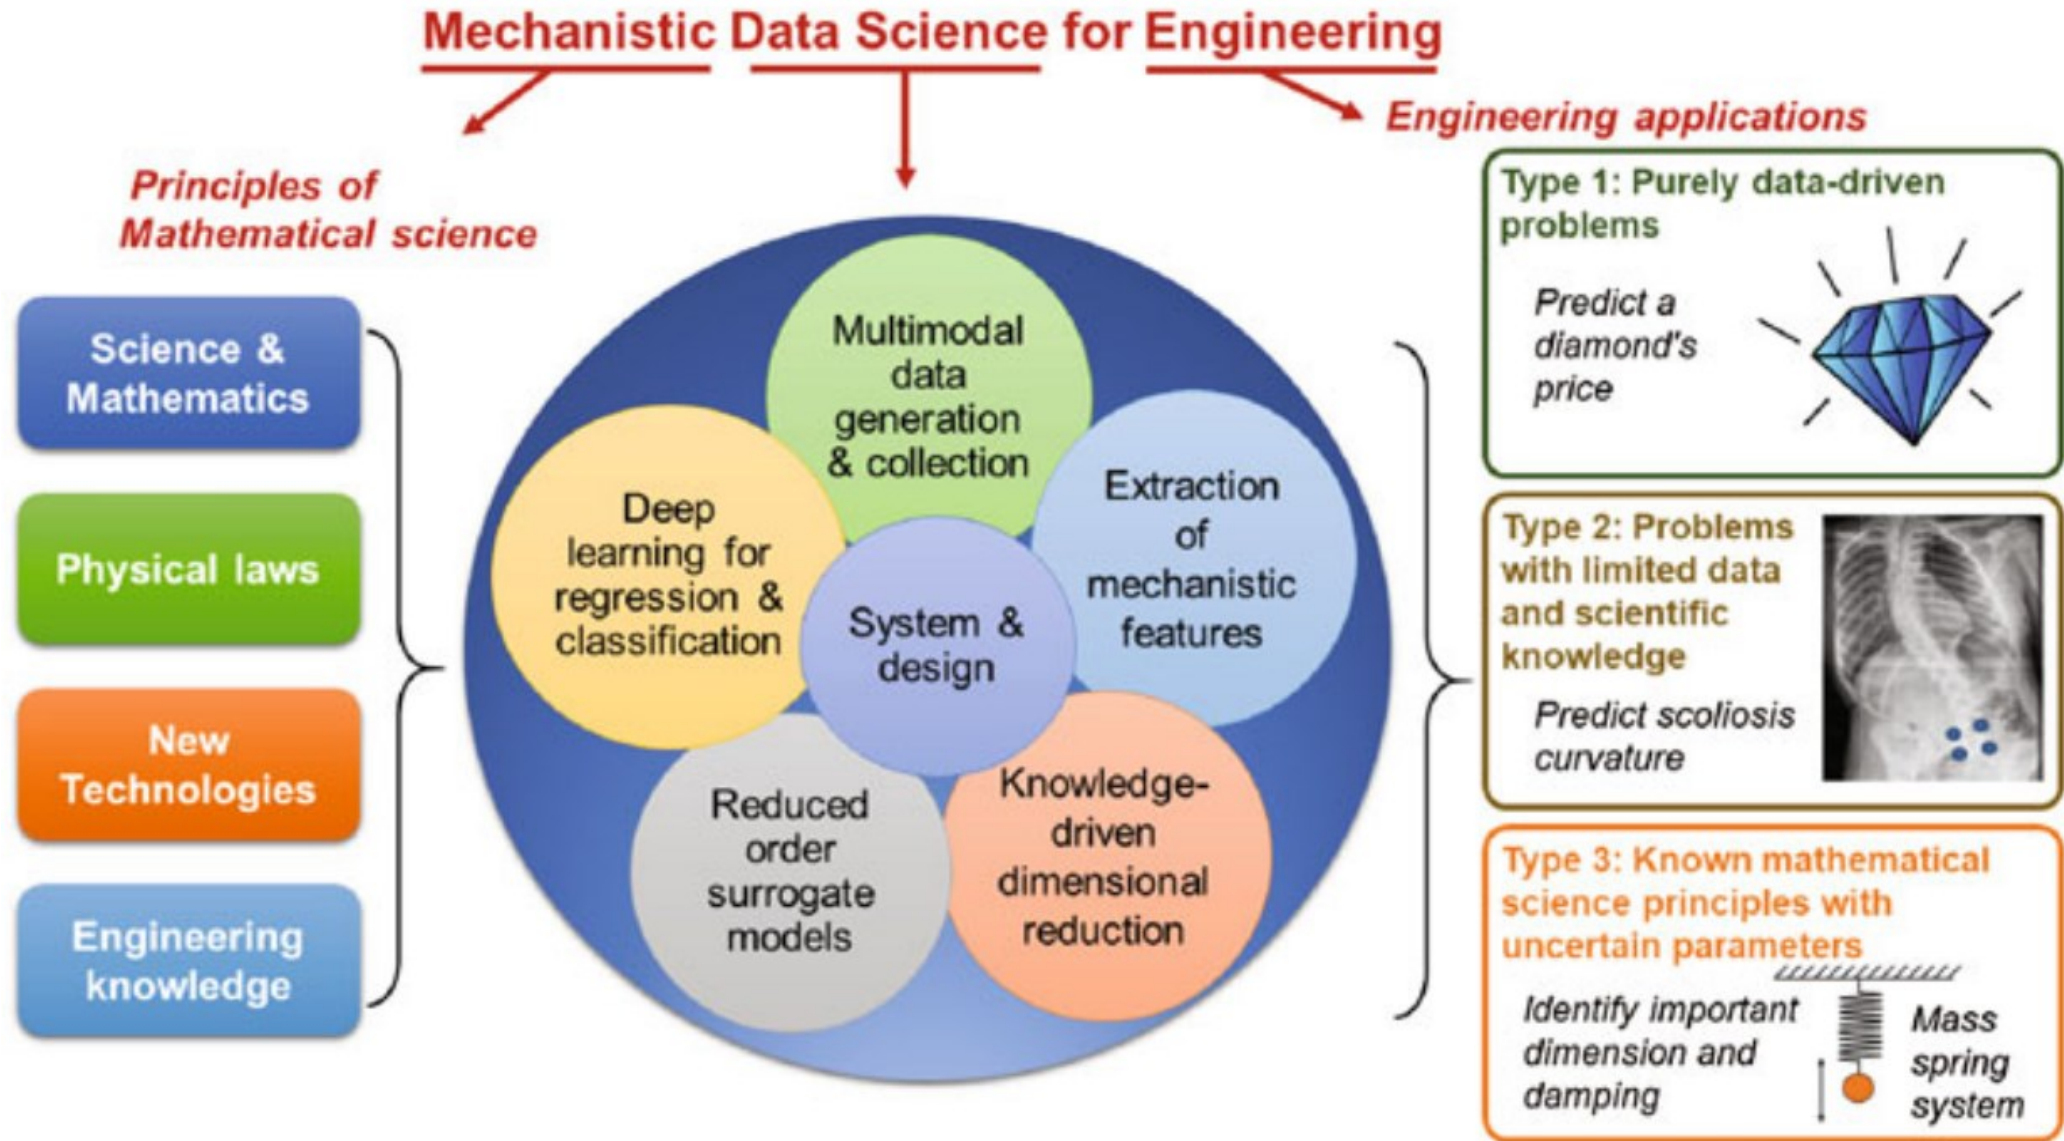 Mechanistic Data Science for Engineering
Principles of
Mathematical science
Science &
Mathematics
Physical laws
New
Technologies
Engineering
knowledge
Multimodal
data
generation
& collection
Deep
learning for
regression &
classification
Extraction
of
mechanistic
features
System &
design
Reduced
order
surrogate
models
Knowledge-
driven
dimensional
reduction
Engineering applications
Type 1: Purely data-driven
problems
Predict a
diamond's
price
Type 2: Problems
with limited data
and scientific
knowledge
Predict scoliosis
curvature
Type 3: Known mathematical
science principles with
uncertain parameters
Identify important
dimension and
damping
Mass
spring
system